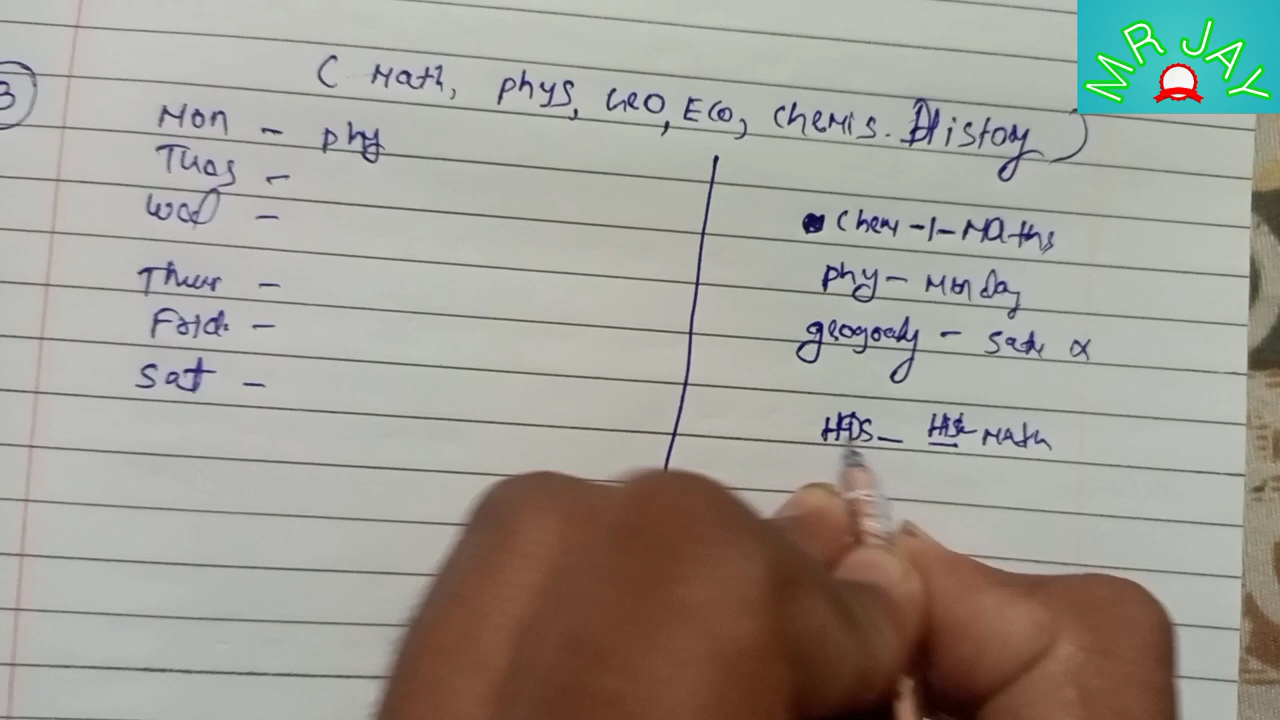 MR JAY
3
( Math, phys, Geo, Eco, chemis. History )
Mon - phy
Tues -
Wed -
Thur -
Frid -
Sat -
Chem -1- Maths
phy - Monday
- Sat x
Math